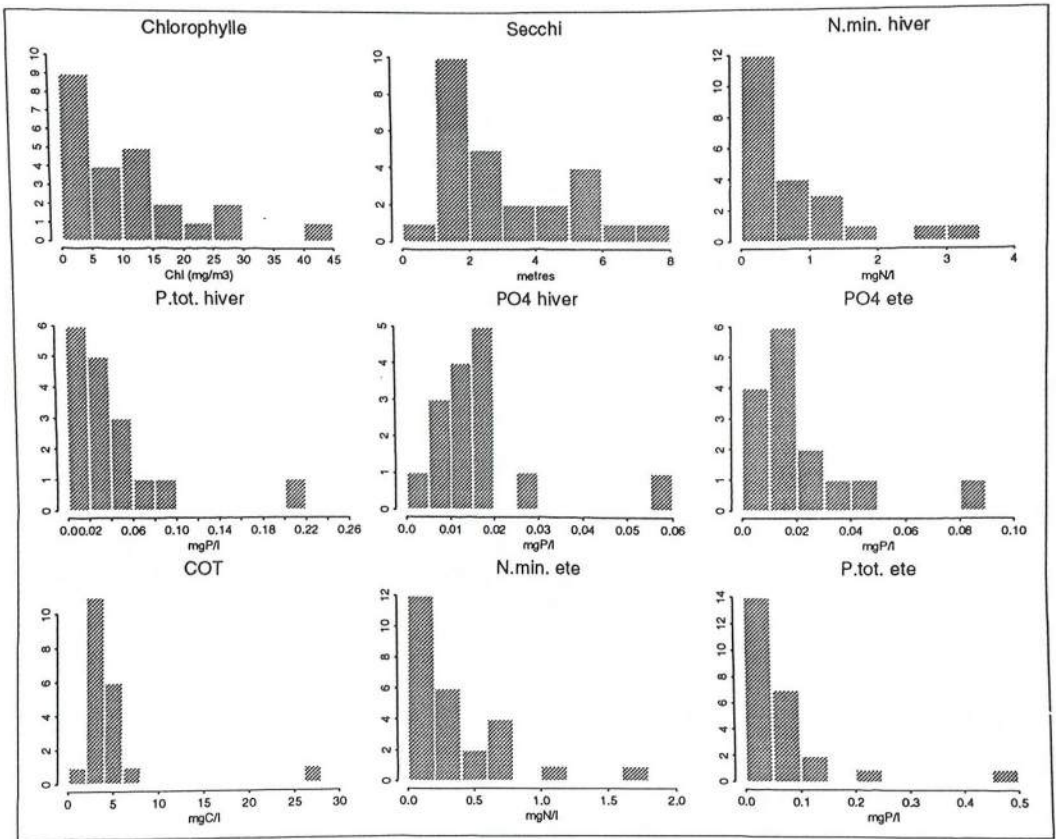 Chlorophylle
0 1 2 3 4 5 6 7 8 9 10
0 5 10 15 20 25 30 35 40 45
Chl (mg/m3)
Secchi
0 2 4 6 8 10
0 2 4 6 8
metres
N.min. hiver
0 2 4 6 8 10 12
0 1 2 3 4
mgN/l
P.tot. hiver
0 1 2 3 4 5 6
0.00 0.02 0.06 0.10 0.14 0.18 0.22 0.26
mgP/l
PO4 hiver
0 1 2 3 4 5
0.0 0.01 0.02 0.03 0.04 0.05 0.06
mgP/l
PO4 ete
0 1 2 3 4 5 6
0.0 0.02 0.04 0.06 0.08 0.10
mgP/l
COT
0 2 4 6 8 10
0 5 10 15 20 25 30
mgC/l
N.min. ete
0 2 4 6 8 10 12
0.0 0.5 1.0 1.5 2.0
mgN/l
P.tot. ete
0 2 4 6 8 10 12 14
0.0 0.1 0.2 0.3 0.4 0.5
mgP/l